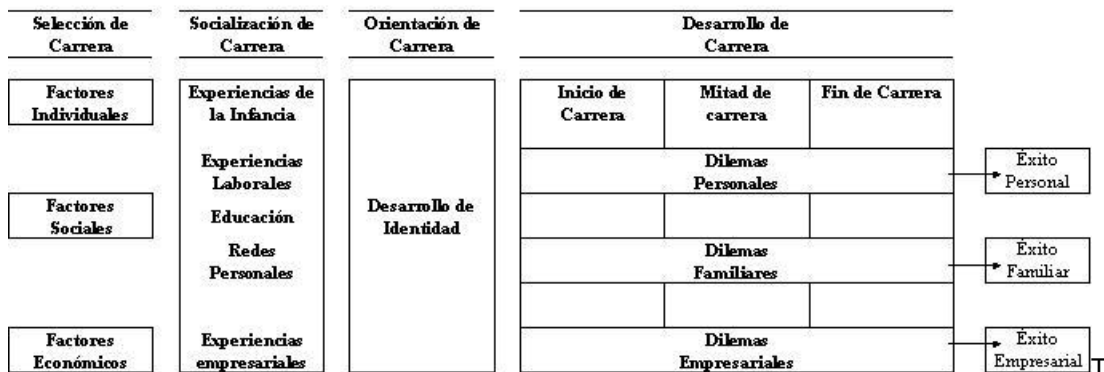 Selección de
Carrera
Socialización de
Carrera
Orientación de
Carrera
Desarrollo de
Carrera
Factores
Individuales
Experiencias de
la Infancia
Experiencias
Laborales
Factores
Sociales
Educación
Redes
Personales
Factores
Económicos
Experiencias
empresariales
Desarrollo de
Identidad
Inicio de
Carrera
Mitad de
carrera
Fin de Carrera
Dilemas
Personales
Éxito
Personal
Dilemas
Familiares
Éxito
Familiar
Dilemas
Empresariales
Éxito
Empresarial
T